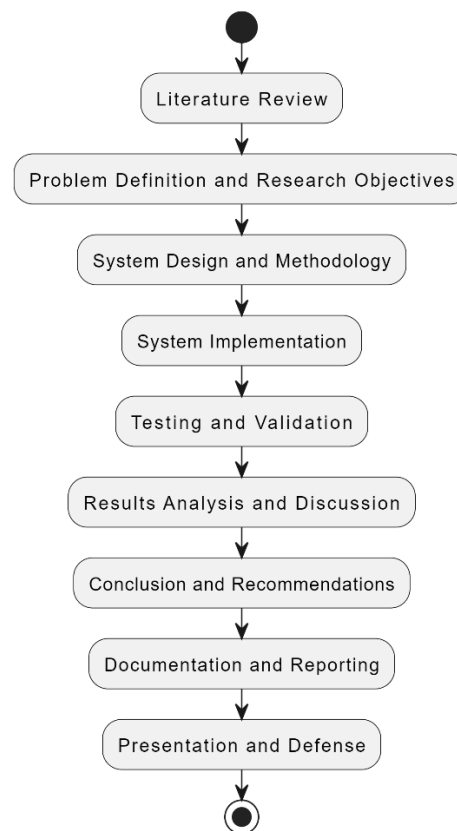 Literature Review
Problem Definition and Research Objectives
System Design and Methodology
System Implementation
Testing and Validation
Results Analysis and Discussion
Conclusion and Recommendations
Documentation and Reporting
Presentation and Defense